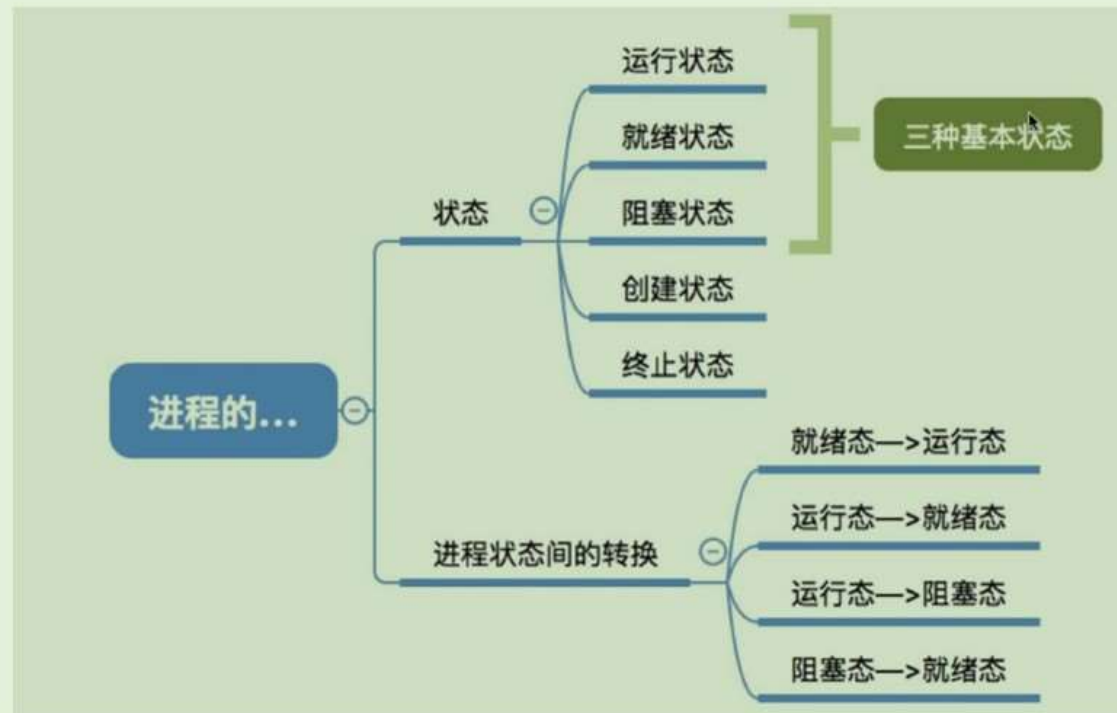 运行状态
就绪状态
三种基本状态
状态
阻塞状态
创建状态
终止状态
进程的...
就绪态—>运行态
运行态—>就绪态
进程状态间的转换
运行态—>阻塞态
阻塞态—>就绪态